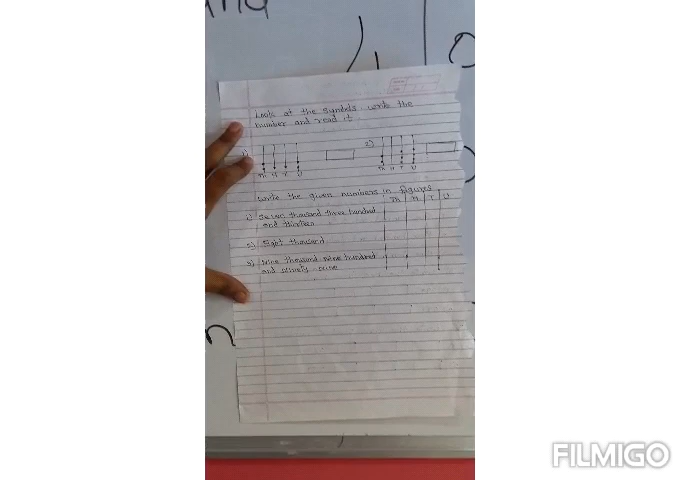 Look at the symbols write the
number and read it.
1)
2)
Th H T U
Th H T U
Write the given numbers in figures
Th H T U
1) Seven thousand three hundred
and thirteen
2) Eight thousand
3) Nine thousand nine hundred
and ninety nine
FILMIGO